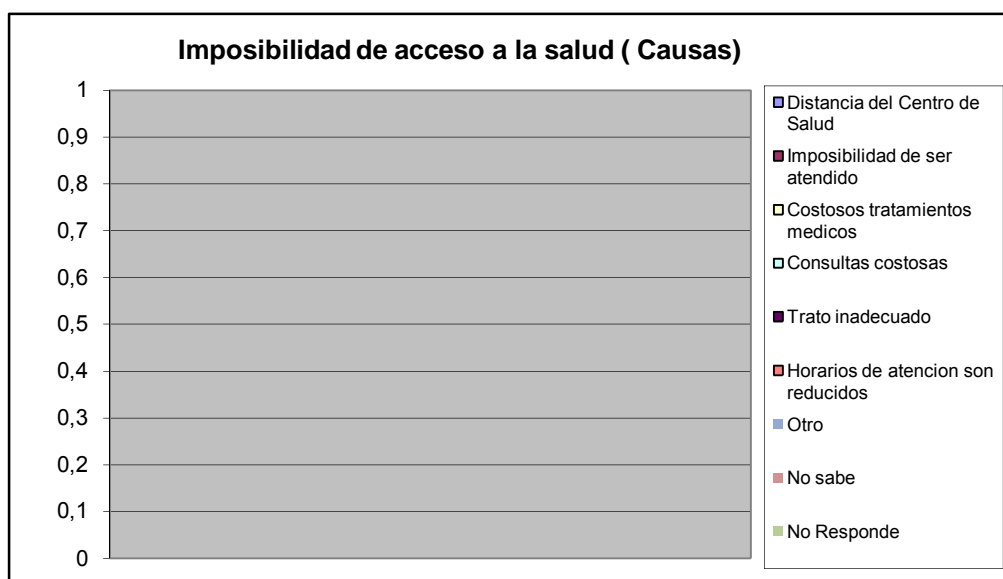 Imposibilidad de acceso a la salud ( Causas)
1
0,9
0,8
0,7
0,6
0,5
0,4
0,3
0,2
0,1
0
Distancia del Centro de
Salud
Imposibilidad de ser
atendido
Costosos tratamientos
medicos
Consultas costosas
Trato inadecuado
Horarios de atencion son
reducidos
Otro
No sabe
No Responde